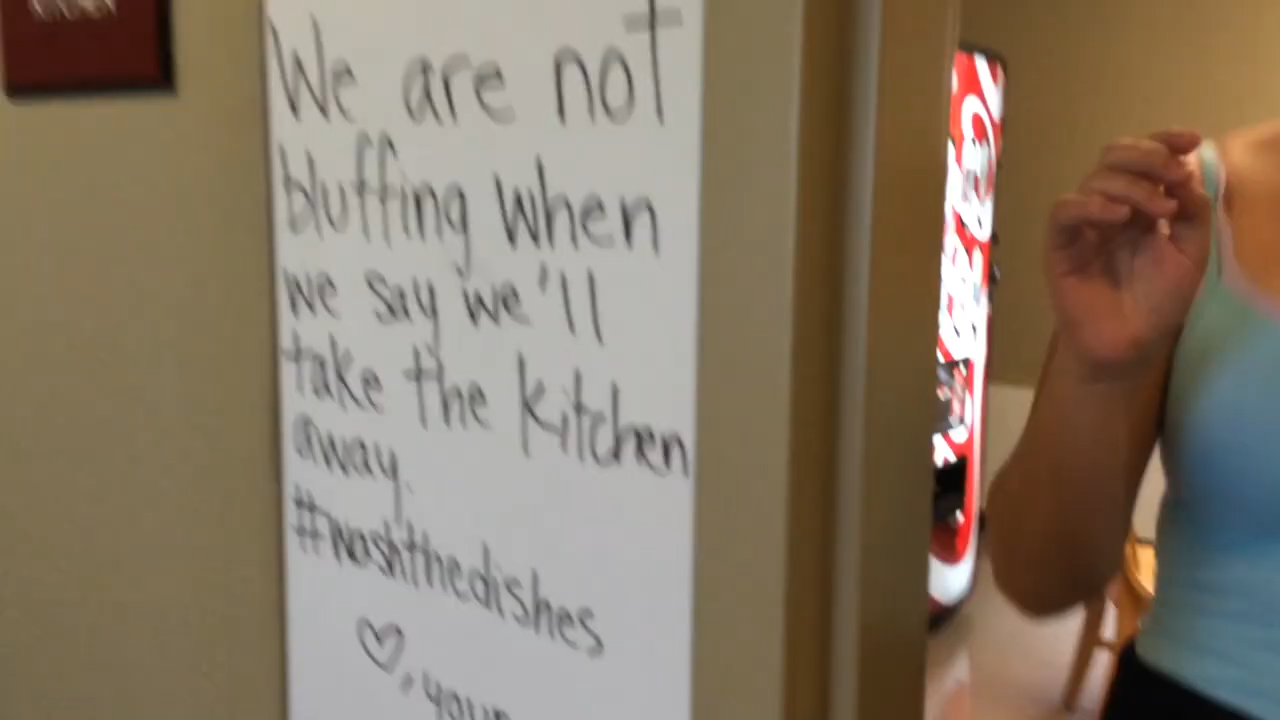 We are not
bluffing when
we say we'll
take the kitchen
away.
#washthedishes
♡, your